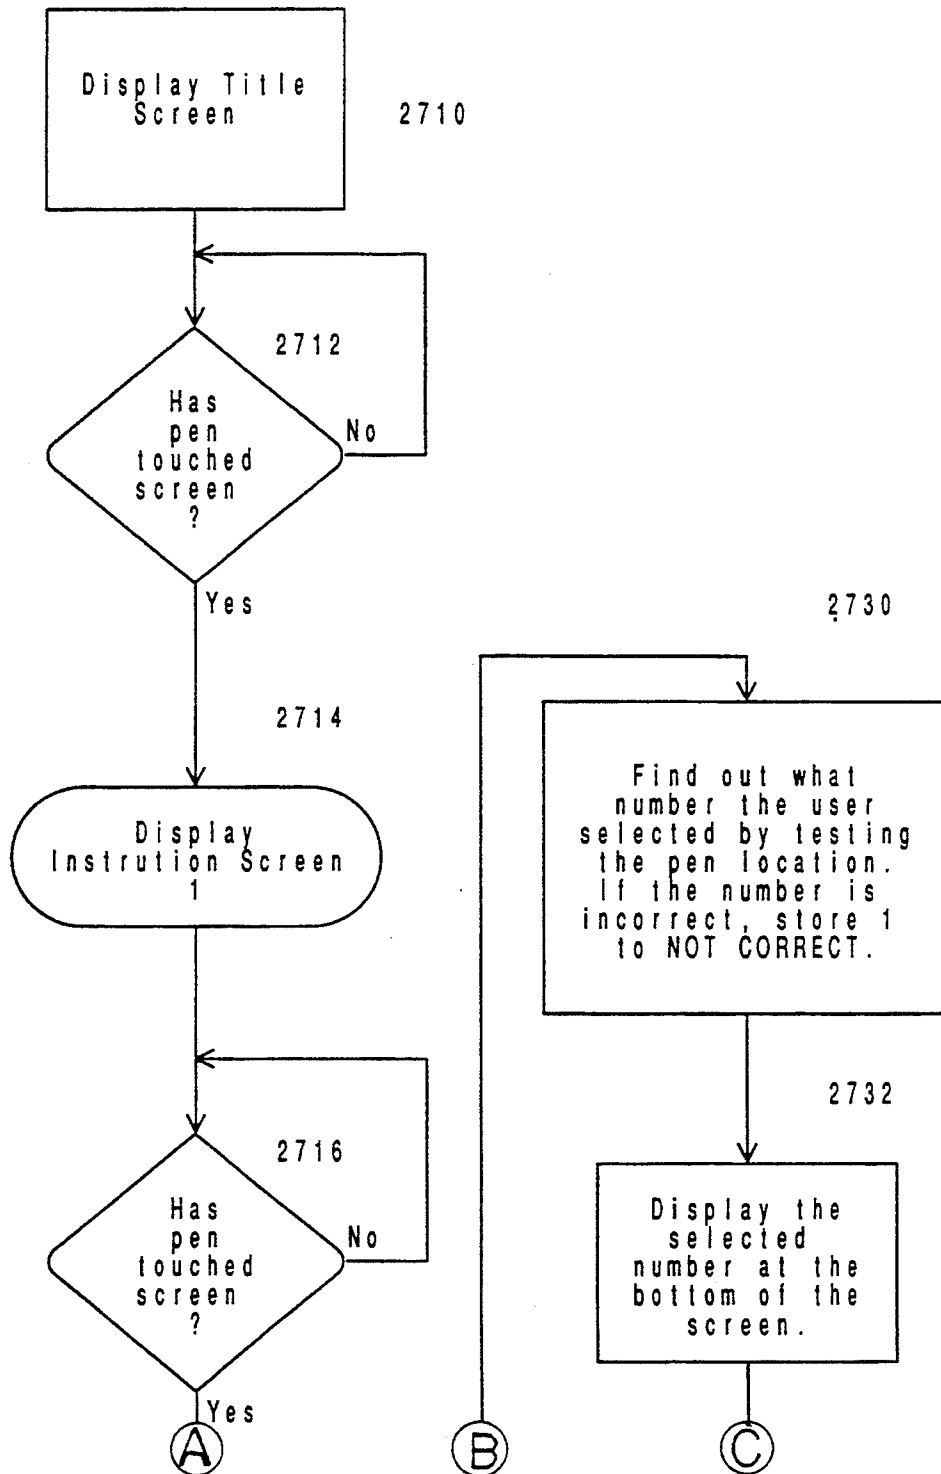 Display Title
Screen
2710
2712
Has
pen
touched
screen
?
No
Yes
2714
Display
Instrution Screen
1
2716
Has
pen
touched
screen
?
No
Yes
A
2730
Find out what
number the user
selected by testing
the pen location.
If the number is
incorrect, store 1
to NOT CORRECT.
2732
Display the
selected
number at the
bottom of the
screen.
B
C